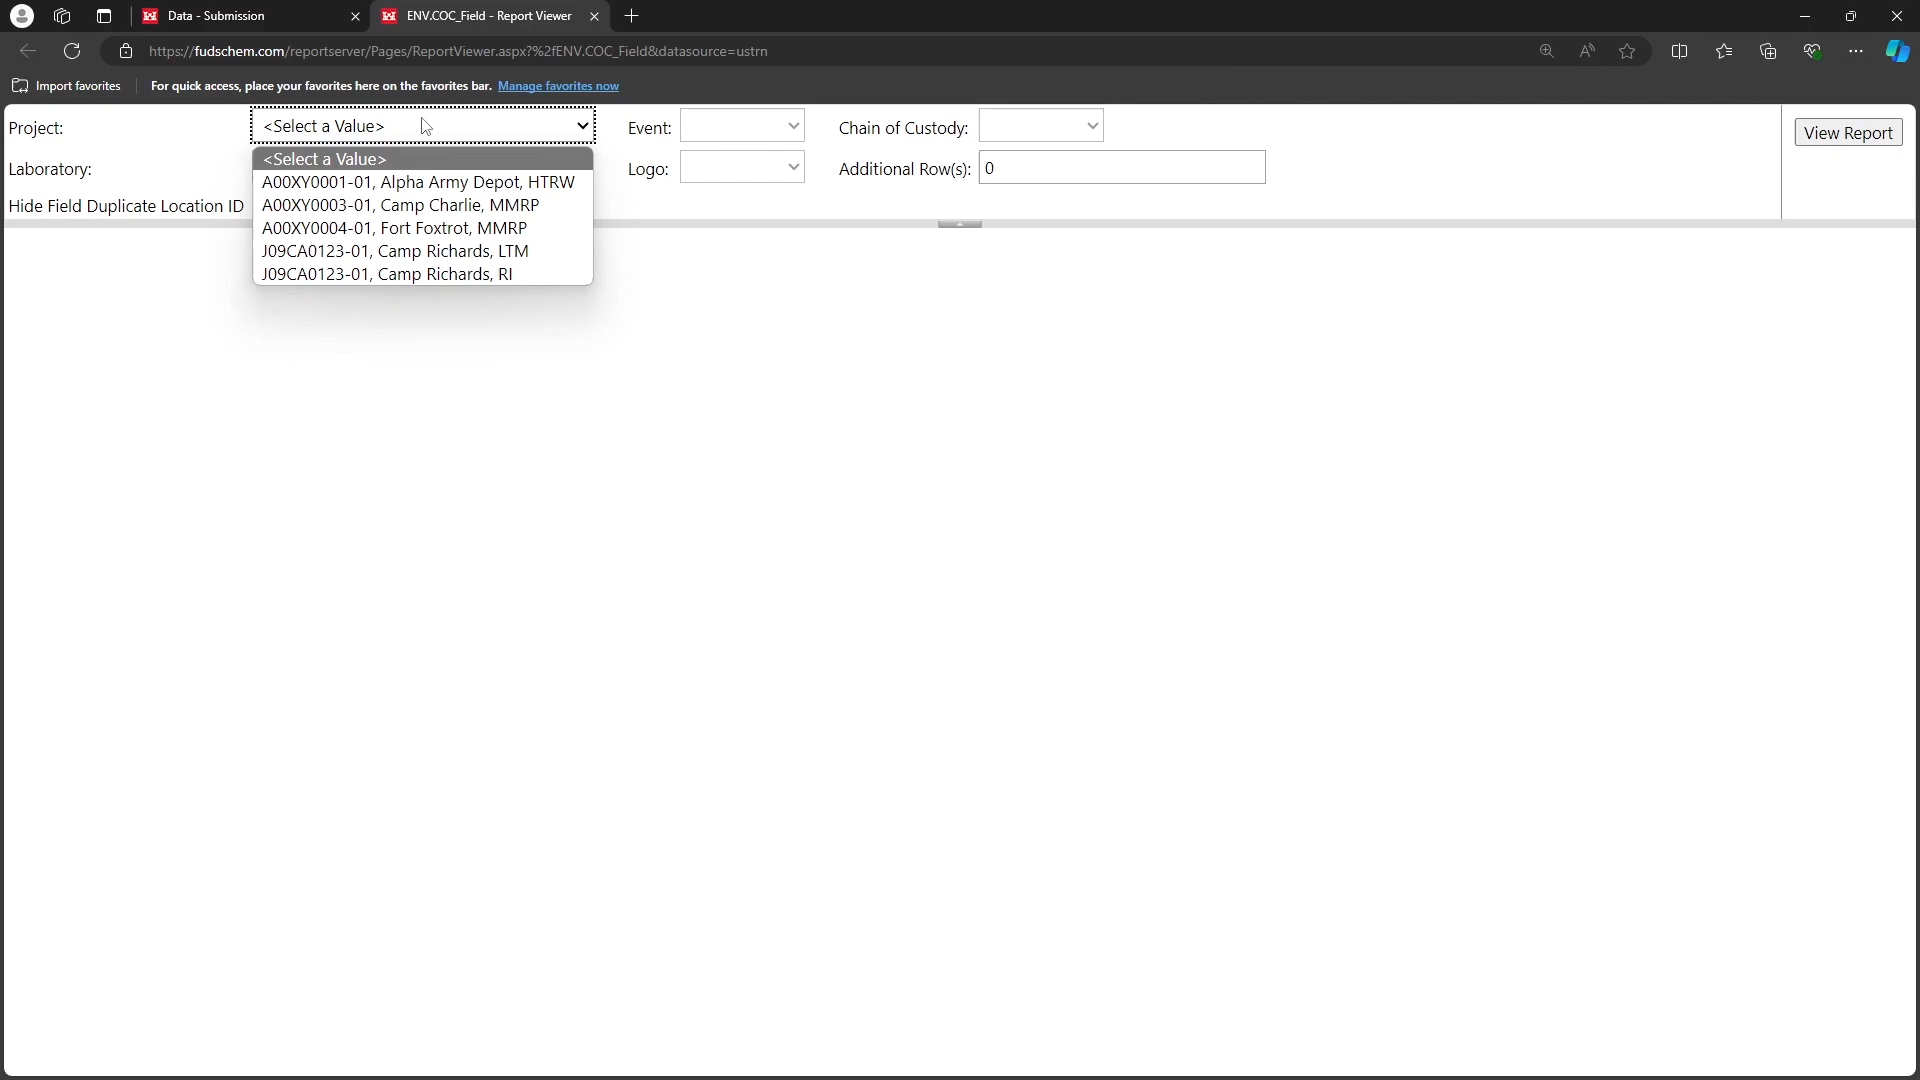 Data - Submission
ENV.COC_Field - Report Viewer
https://fudschem.com/reportserver/Pages/ReportViewer.aspx?%2fENV.COC_Field&datasource=ustrn
Import favorites
For quick access, place your favorites here on the favorites bar. Manage favorites now
Project:
<Select a Value>
Event:
Chain of Custody:
View Report
<Select a Value>
A00XY0001-01, Alpha Army Depot, HTRW
A00XY0003-01, Camp Charlie, MMRP
A00XY0004-01, Fort Foxtrot, MMRP
J09CA0123-01, Camp Richards, LTM
J09CA0123-01, Camp Richards, RI
Laboratory:
Logo:
Additional Row(s): 0
Hide Field Duplicate Location ID